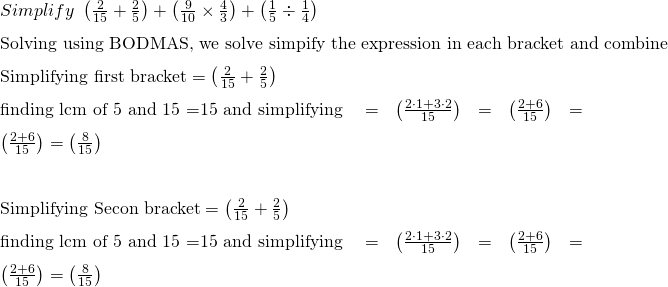 Simplify (2/15 + 2/5) + (9/10 × 4/3) + (1/5 ÷ 1/4)
Solving using BODMAS, we solve simpify the expression in each bracket and combine
Simplifying first bracket = (2/15 + 2/5)
finding lcm of 5 and 15 =15 and simplifying = (2·1+3·2/15) = (2+6/15) =
(2+6/15) = (8/15)
Simplifying Secon bracket = (2/15 + 2/5)
finding lcm of 5 and 15 =15 and simplifying = (2·1+3·2/15) = (2+6/15) =
(2+6/15) = (8/15)